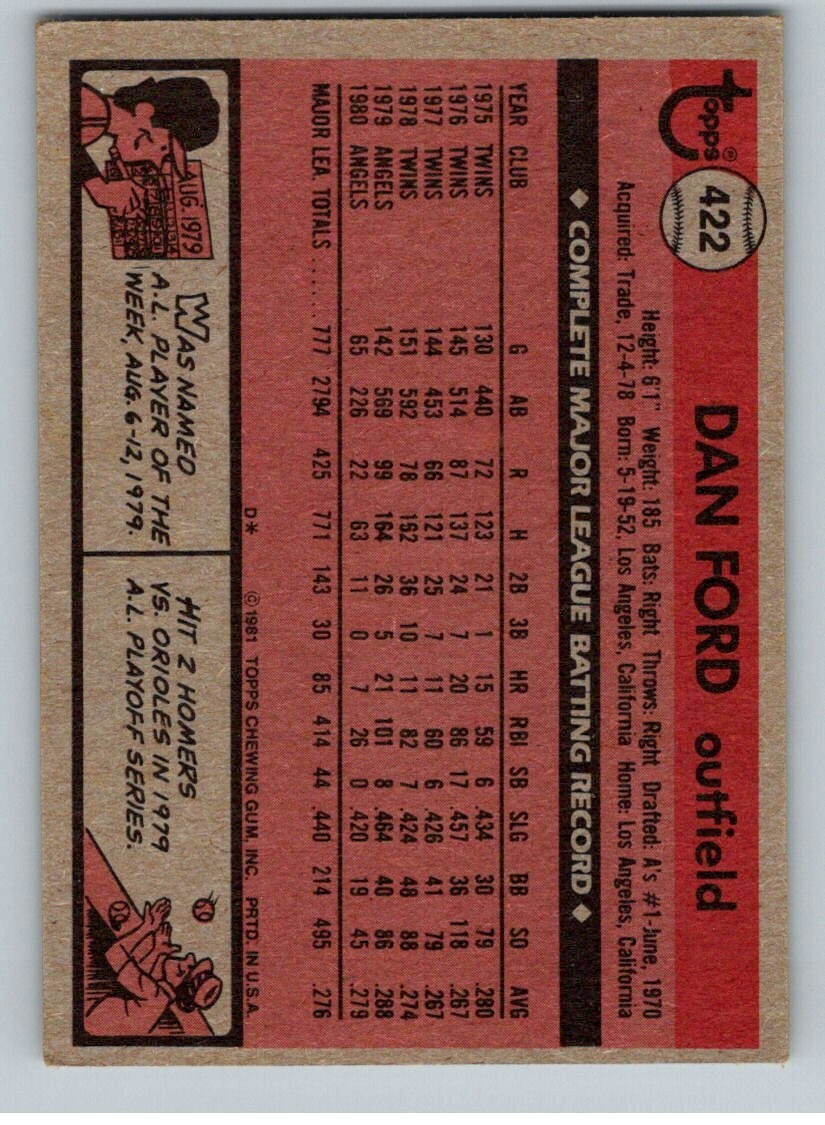 Topps®
422
DAN FORD outfield
Height: 6'1" Weight: 185 Bats: Right Throws: Right Drafted: A's #1-June, 1970
Acquired: Trade, 12-4-78 Born: 5-19-52, Los Angeles, California Home: Los Angeles, California
◆ COMPLETE MAJOR LEAGUE BATTING RECORD ◆
YEAR CLUB G AB R H 2B 3B HR RBI SB SLG BB SO AVG
1975 TWINS 130 440 72 123 21 1 15 59 6 .434 30 79 .280
1976 TWINS 145 514 87 137 24 7 20 86 17 .457 36 118 .267
1977 TWINS 144 453 66 121 25 7 11 60 6 .426 41 79 .267
1978 TWINS 151 592 78 162 36 10 11 82 7 .424 48 88 .274
1979 ANGELS 142 569 99 164 26 5 21 101 8 .464 40 86 .288
1980 ANGELS 65 226 22 63 11 0 7 26 0 .420 19 45 .279
MAJOR LEA TOTALS ..... 777 2794 425 771 143 30 85 414 44 .440 214 495 .276
D* © 1981 TOPPS CHEWING GUM, INC. PRTD. IN U.S.A.
AUG. 1979
WAS NAMED
A.L. PLAYER OF THE
WEEK, AUG. 6-12, 1979.
HIT 2 HOMERS
VS. ORIOLES IN 1979
A.L. PLAYOFF SERIES.